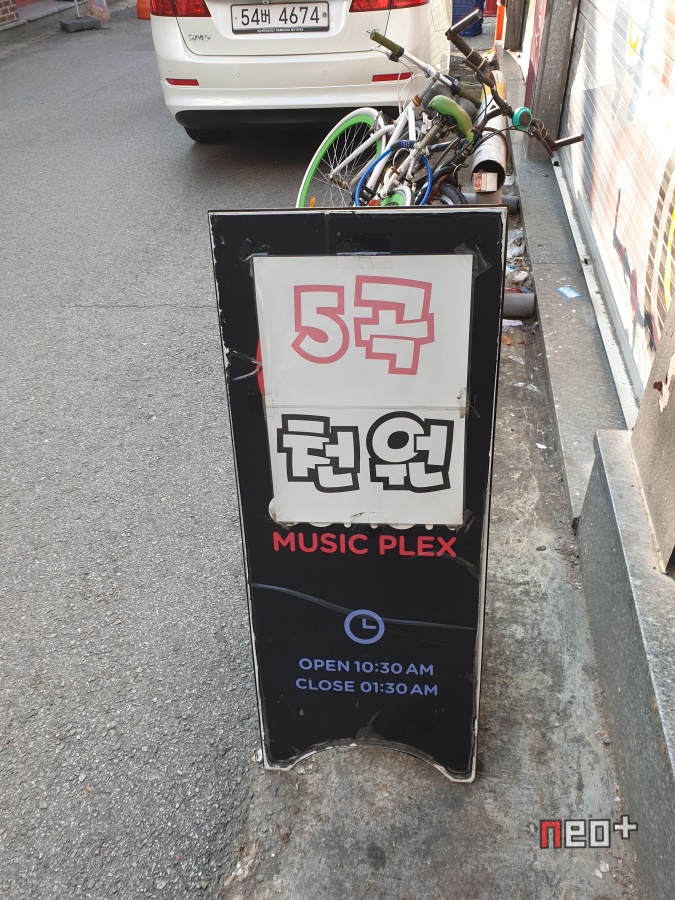 54버 4674
5곡
천원
MUSIC PLEX
OPEN 10:30 AM
CLOSE 01:30 AM
neo+